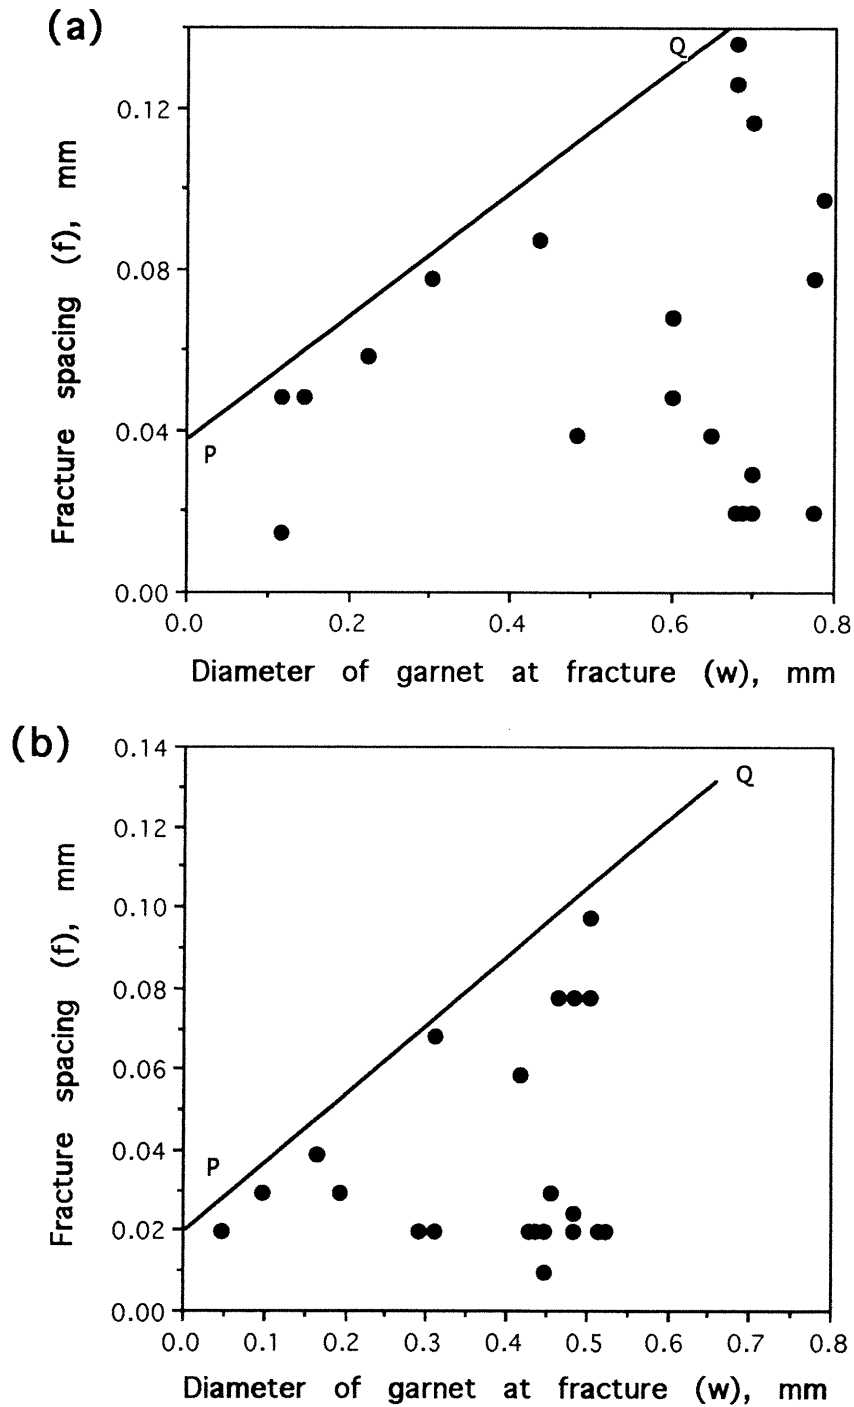 (a)
Q
0.12
0.08
0.04
0.00
P
0.0 0.2 0.4 0.6 0.8
Fracture spacing (f), mm
Diameter of garnet at fracture (w), mm
(b)
0.14
0.12
0.10
0.08
0.06
0.04
0.02
0.00
Q
P
0.0 0.1 0.2 0.3 0.4 0.5 0.6 0.7 0.8
Fracture spacing (f), mm
Diameter of garnet at fracture (w), mm